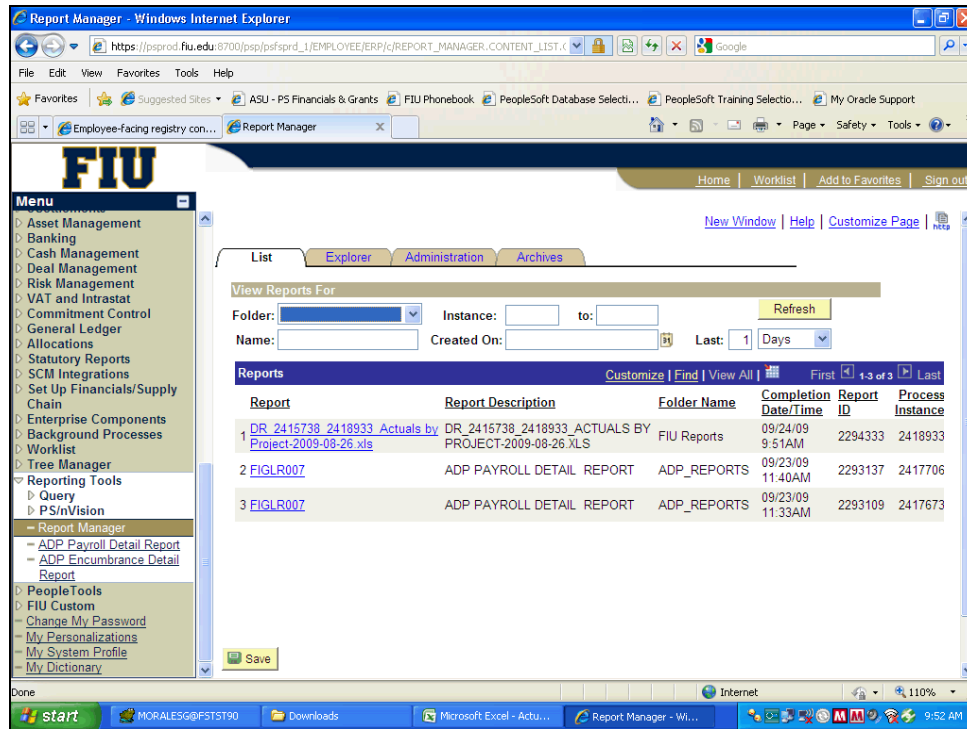 Report Manager - Windows Internet Explorer
https://psprod.fiu.edu:8700/psp/psfsprd_1/EMPLOYEE/ERP/c/REPORT_MANAGER.CONTENT_LIST.
Google
File Edit View Favorites Tools Help
Favorites Suggested Sites ASU - PS Financials & Grants FIU Phonebook PeopleSoft Database Selecti... PeopleSoft Training Selectio... My Oracle Support
Employee-facing registry con... Report Manager Page Safety Tools
FIU
Home | Worklist | Add to Favorites | Sign out
Menu
Asset Management
Banking
Cash Management
Deal Management
Risk Management
VAT and Intrastat
Commitment Control
General Ledger
Allocations
Statutory Reports
SCM Integrations
Set Up Financials/Supply
Chain
Enterprise Components
Background Processes
Worklist
Tree Manager
Reporting Tools
Query
PS/nVision
Report Manager
ADP Payroll Detail Report
ADP Encumbrance Detail
Report
PeopleTools
FIU Custom
Change My Password
My Personalizations
My System Profile
My Dictionary
New Window | Help | Customize Page | http
List Explorer Administration Archives
View Reports For
Folder: Instance: to: Refresh
Name: Created On: Last: 1 Days
Reports Customize | Find | View All | First 1-3 of 3 Last
Report Report Description Folder Name Completion Date/Time Report ID Process Instance
1 DR_2415738_2418933_Actuals by Project-2009-08-26.xls DR_2415738_2418933_ACTUALS BY PROJECT-2009-08-26.XLS FIU Reports 09/24/09 9:51AM 2294333 2418933
2 FIGLR007 ADP PAYROLL DETAIL REPORT ADP_REPORTS 09/23/09 11:40AM 2293137 2417706
3 FIGLR007 ADP PAYROLL DETAIL REPORT ADP_REPORTS 09/23/09 11:33AM 2293109 2417673
Save
Done Internet 110%
start MORALESG@FSTST90 Downloads Microsoft Excel - Actu... Report Manager - Wi... 9:52 AM